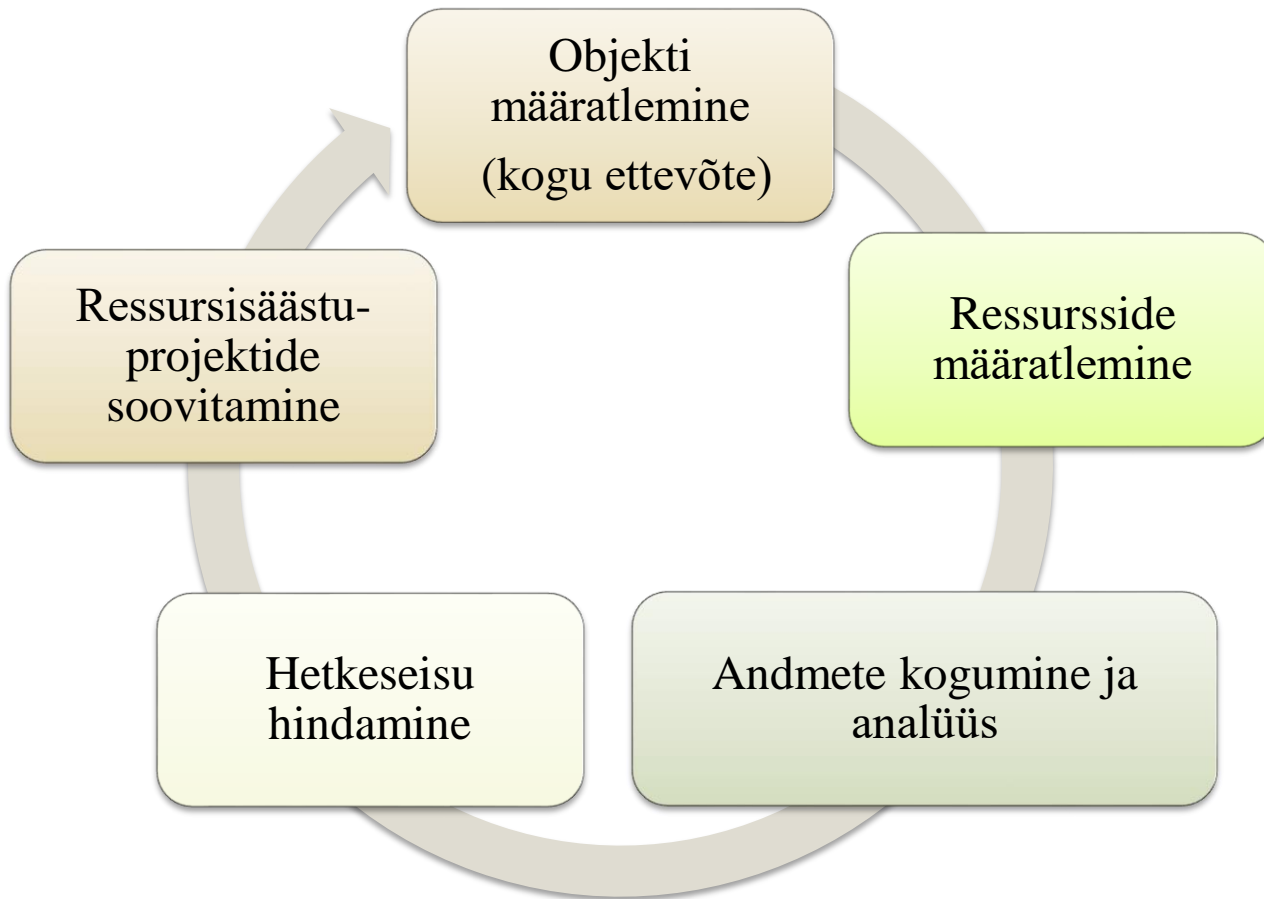 Objekti
määratlemine
(kogu ettevõte)
Ressursside
määratlemine
Andmete kogumine ja
analüüs
Hetkeseisu
hindamine
Ressursisäästu-
projektide
soovitamine